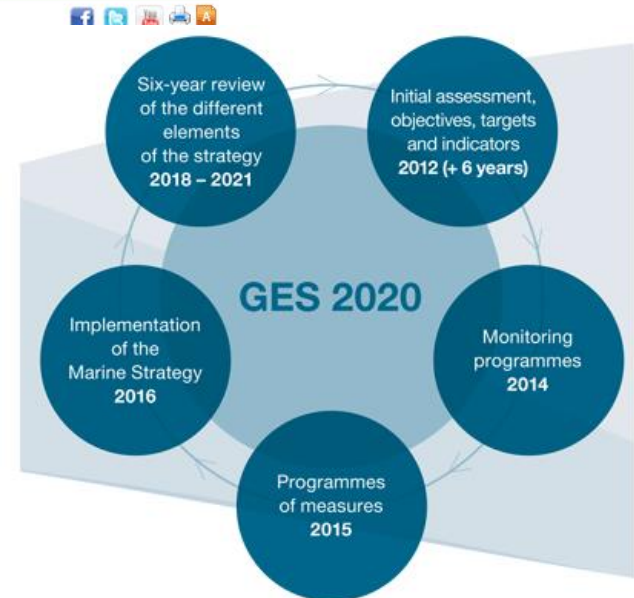 Six-year review
of the different
elements
of the strategy
2018 – 2021
Initial assessment,
objectives, targets
and indicators
2012 (+ 6 years)
GES 2020
Implementation
of the
Marine Strategy
2016
Monitoring
programmes
2014
Programmes
of measures
2015